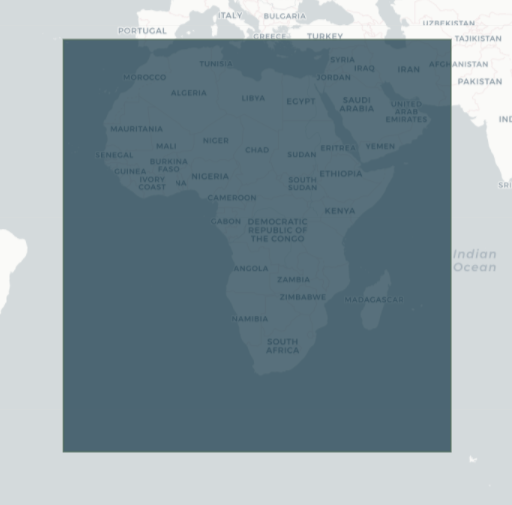 ITALY
BULGARIA
PORTUGAL
GREECE
TURKEY
UZBEKISTAN
TAJIKISTAN
TUNISIA
SYRIA
IRAQ
IRAN
AFGHANISTAN
MOROCCO
JORDAN
PAKISTAN
ALGERIA
LIBYA
EGYPT
SAUDI
ARABIA
UNITED
ARAB
EMIRATES
IND
MAURITANIA
MALI
NIGER
CHAD
SUDAN
ERITREA
YEMEN
SENEGAL
GUINEA
BURKINA
FASO
IVORY
COAST
NA
NIGERIA
SOUTH
SUDAN
ETHIOPIA
SRI
CAMEROON
GABON
DEMOCRATIC
REPUBLIC OF
THE CONGO
KENYA
Indian
Ocean
ANGOLA
ZAMBIA
ZIMBABWE
MADAGASCAR
NAMIBIA
SOUTH
AFRICA